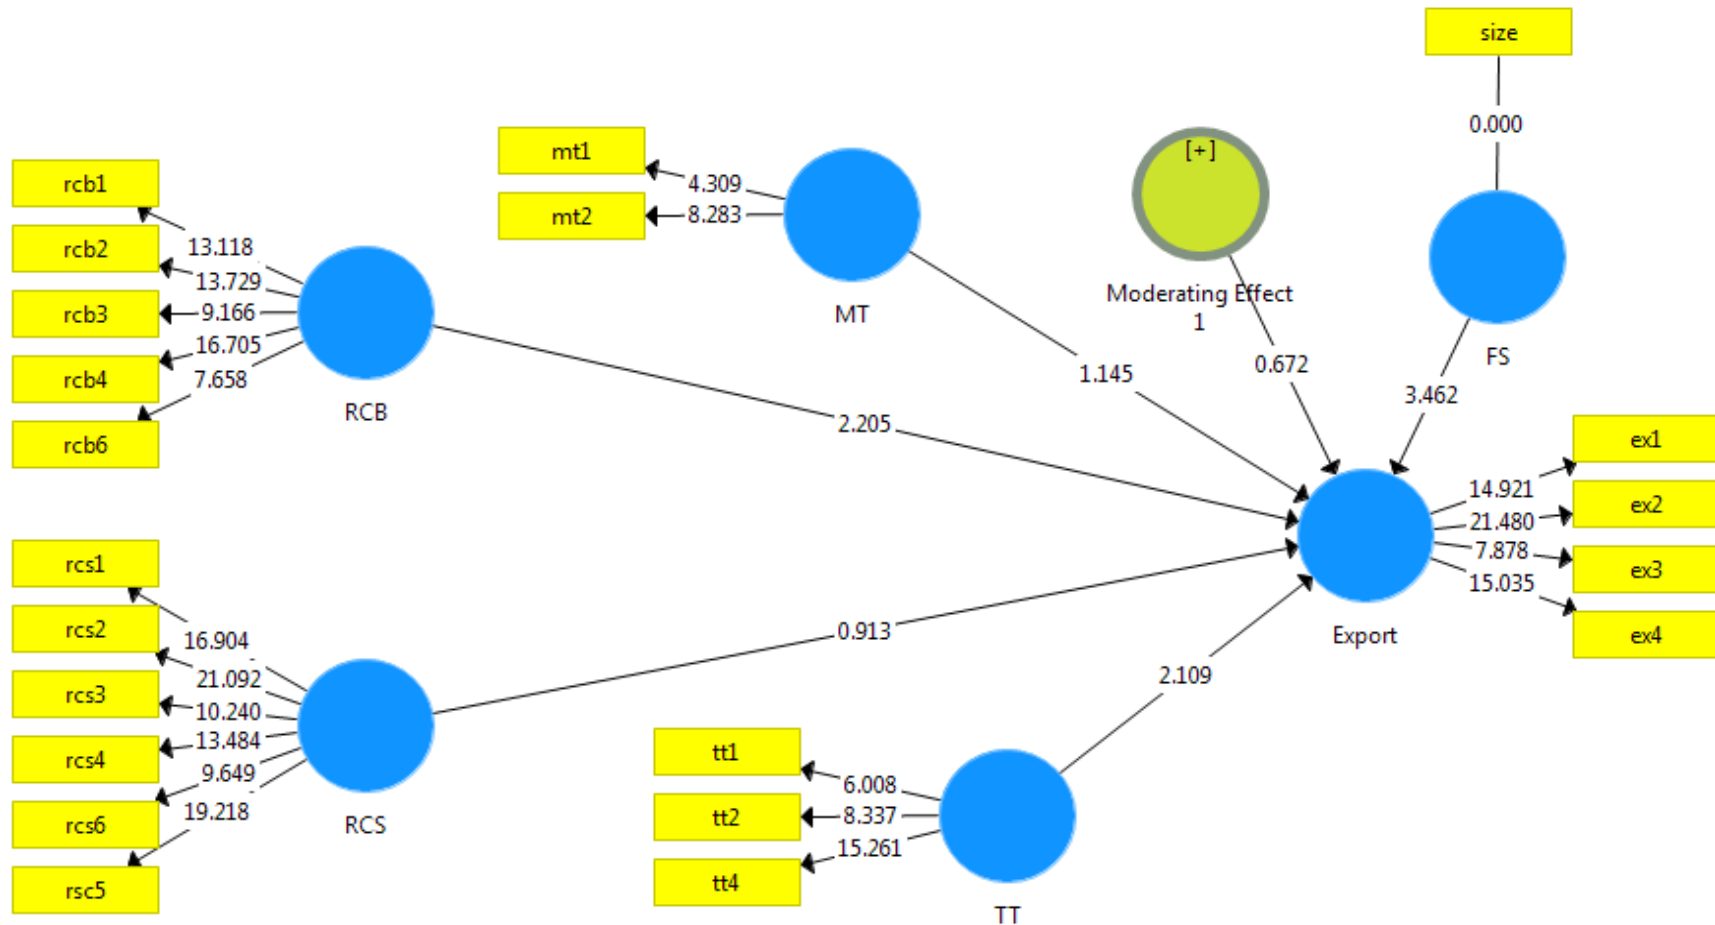 size
0.000
[+]
mt1
mt2
4.309
8.283
MT
Moderating Effect
1
FS
rcb1
rcb2
rcb3
rcb4
rcb6
13.118
13.729
9.166
16.705
7.658
RCB
1.145
0.672
3.462
2.205
ex1
ex2
ex3
ex4
14.921
21.480
7.878
15.035
Export
rcs1
rcs2
rcs3
rcs4
rcs6
rsc5
16.904
21.092
10.240
13.484
9.649
19.218
RCS
0.913
2.109
tt1
tt2
tt4
6.008
8.337
15.261
TT